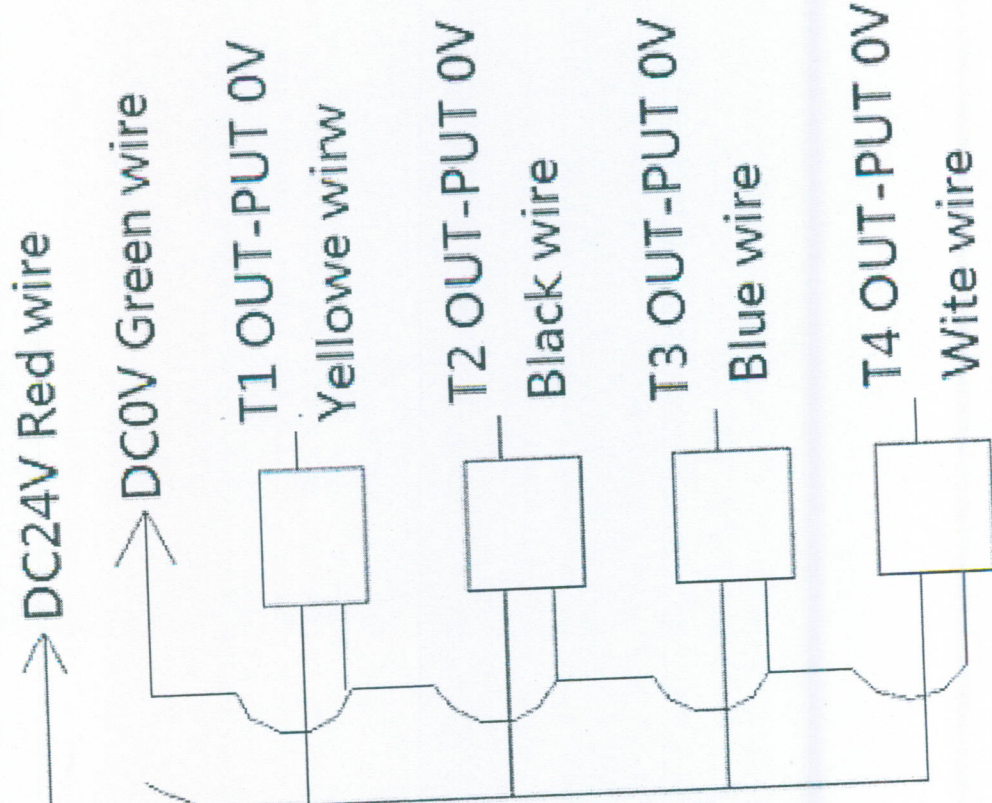 DC24V Red wire
DC0V Green wire
T1 OUT-PUT 0V
Yellowe wirw
T2 OUT-PUT 0V
Black wire
T3 OUT-PUT 0V
Blue wire
T4 OUT-PUT 0V
Wite wire